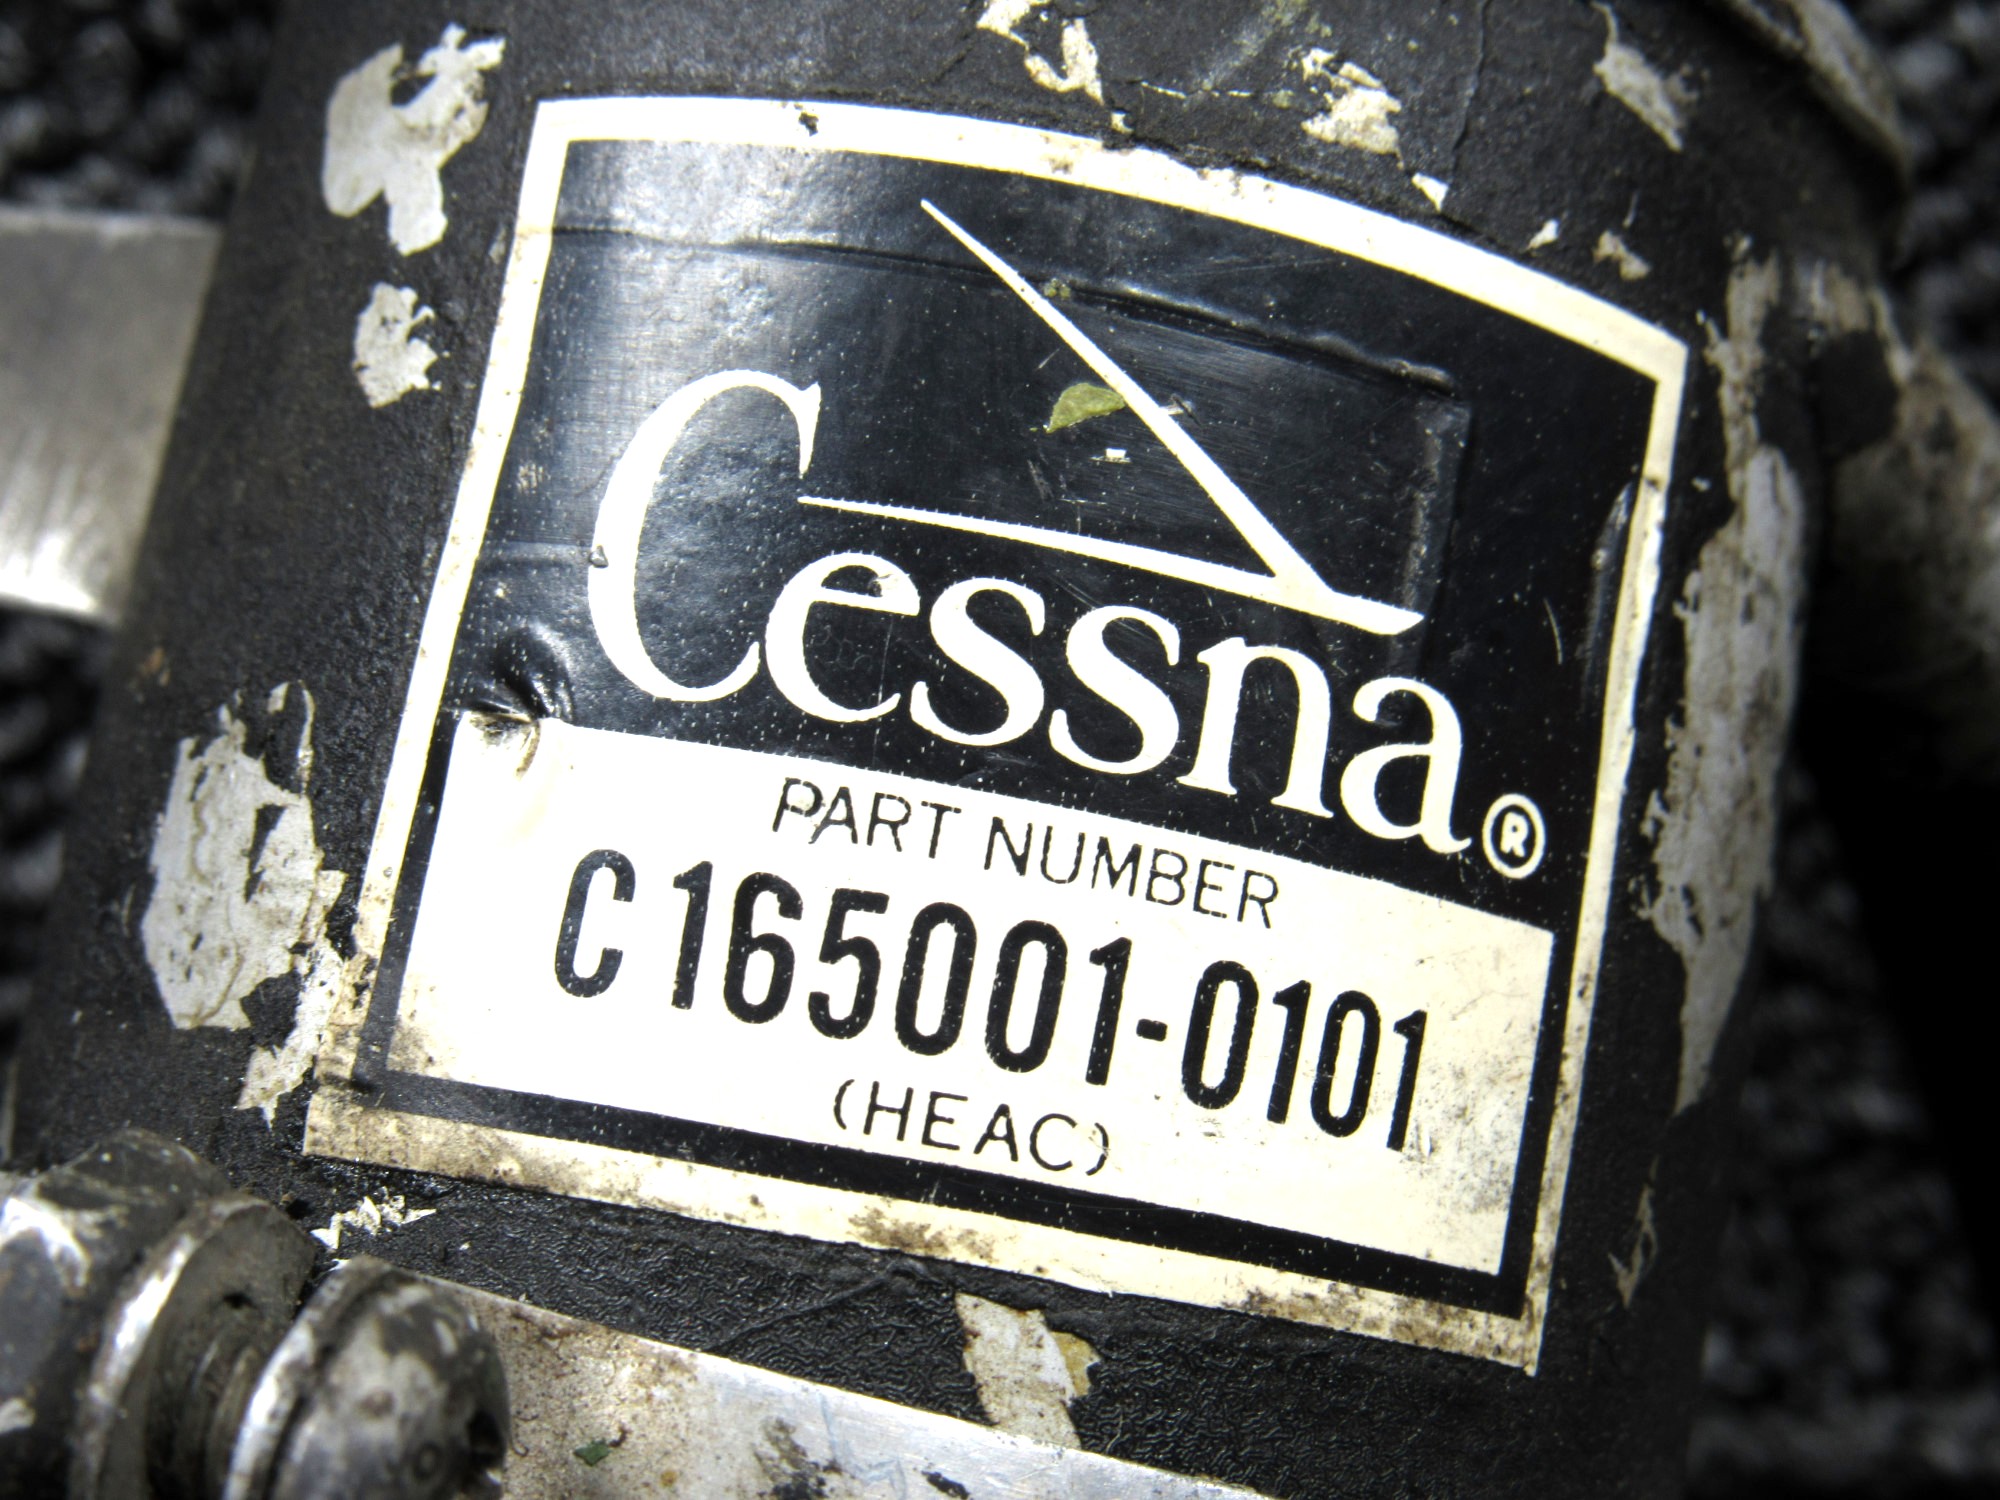 Cessna®
PART NUMBER
C165001-0101
(HEAC)